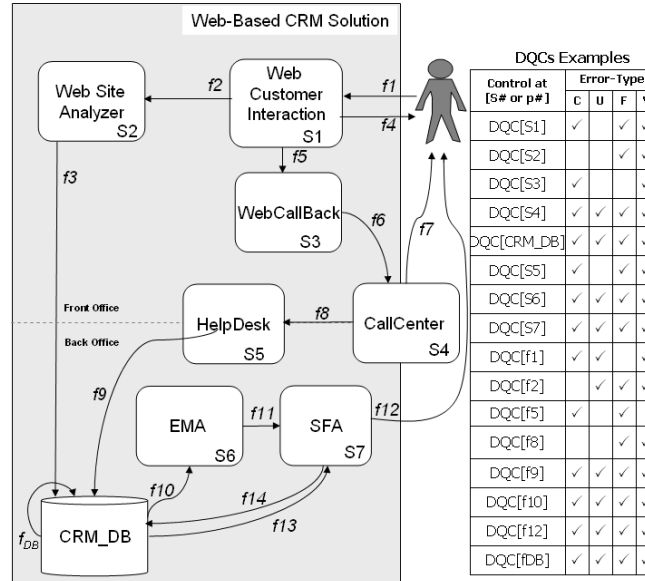 Web-Based CRM Solution
Web Site
Analyzer
S2
f2
Web
Customer
Interaction
S1
f1
f4
f3
f5
WebCallBack
S3
f6
f7
Front Office
Back Office
HelpDesk
S5
f8
CallCenter
S4
f9
EMA
S6
f11
SFA
S7
f12
f10
f14
f13
fDB
CRM_DB
DQCs Examples
Control at
[S# or p#]
Error-Type
C U F
DQC[S1]
DQC[S2]
DQC[S3]
DQC[S4]
DQC[CRM_DB]
DQC[S5]
DQC[S6]
DQC[S7]
DQC[f1]
DQC[f2]
DQC[f5]
DQC[f8]
DQC[f9]
DQC[f10]
DQC[f12]
DQC[fDB]